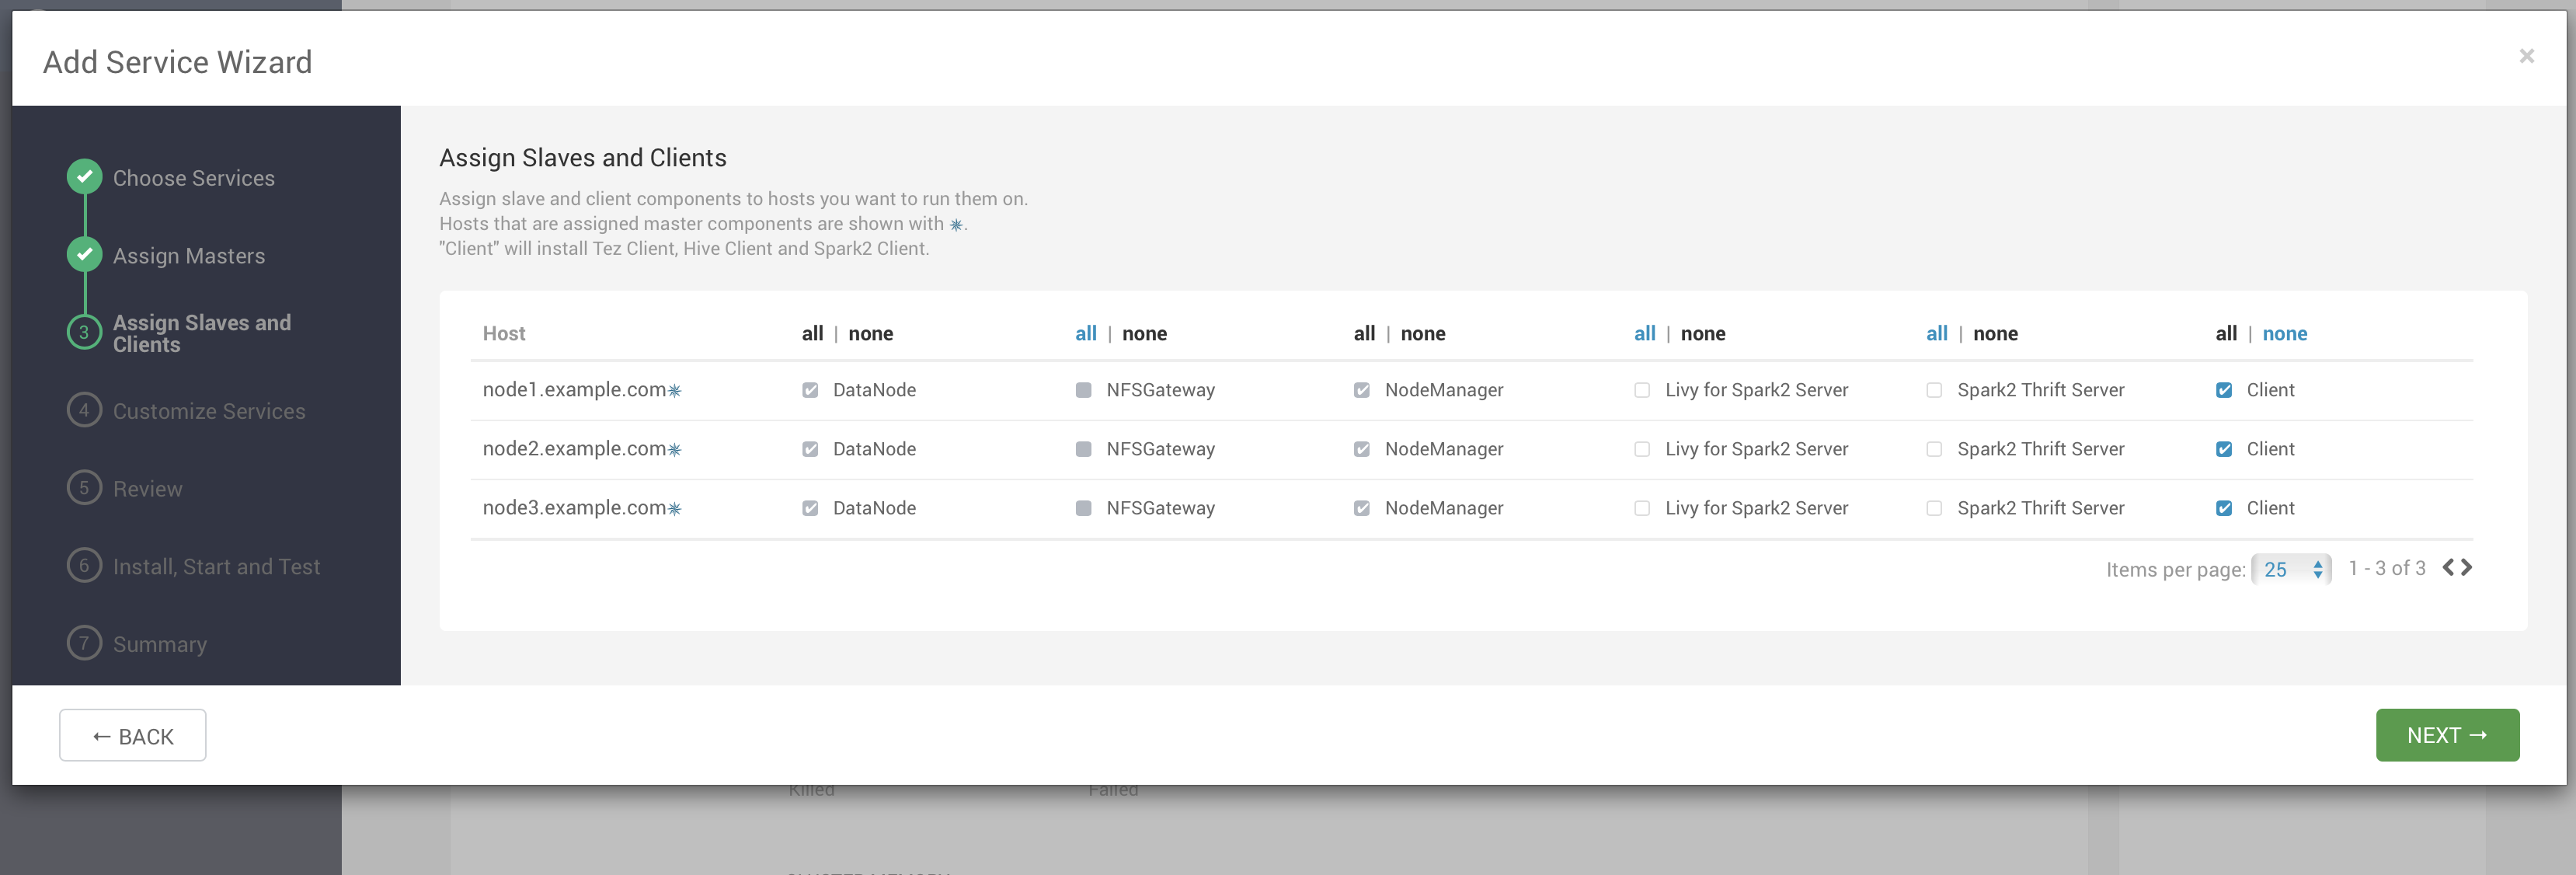 Add Service Wizard
×
Choose Services
Assign Masters
3 Assign Slaves and
Clients
4 Customize Services
5 Review
6 Install, Start and Test
7 Summary
Assign Slaves and Clients
Assign slave and client components to hosts you want to run them on.
Hosts that are assigned master components are shown with ✷.
"Client" will install Tez Client, Hive Client and Spark2 Client.
Host all | none all | none all | none all | none all | none all | none
node1.example.com✷ DataNode NFSGateway NodeManager Livy for Spark2 Server Spark2 Thrift Server Client
node2.example.com✷ DataNode NFSGateway NodeManager Livy for Spark2 Server Spark2 Thrift Server Client
node3.example.com✷ DataNode NFSGateway NodeManager Livy for Spark2 Server Spark2 Thrift Server Client
Items per page: 25 1 - 3 of 3
← BACK
NEXT →
Killed Failed
CLUSTER MEMORY